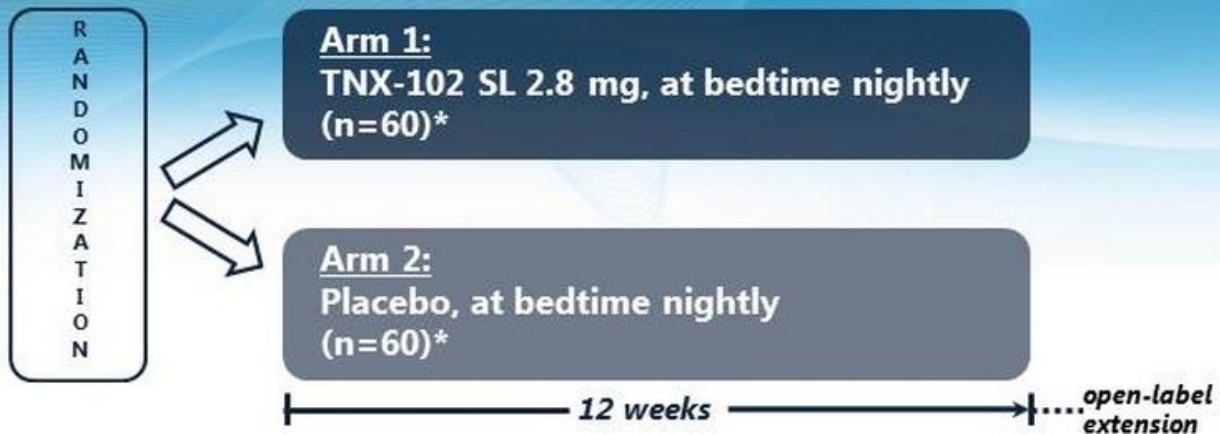 RANDOMIZATION
Arm 1:
TNX-102 SL 2.8 mg, at bedtime nightly
(n=60)*
Arm 2:
Placebo, at bedtime nightly
(n=60)*
12 weeks
open-label
extension